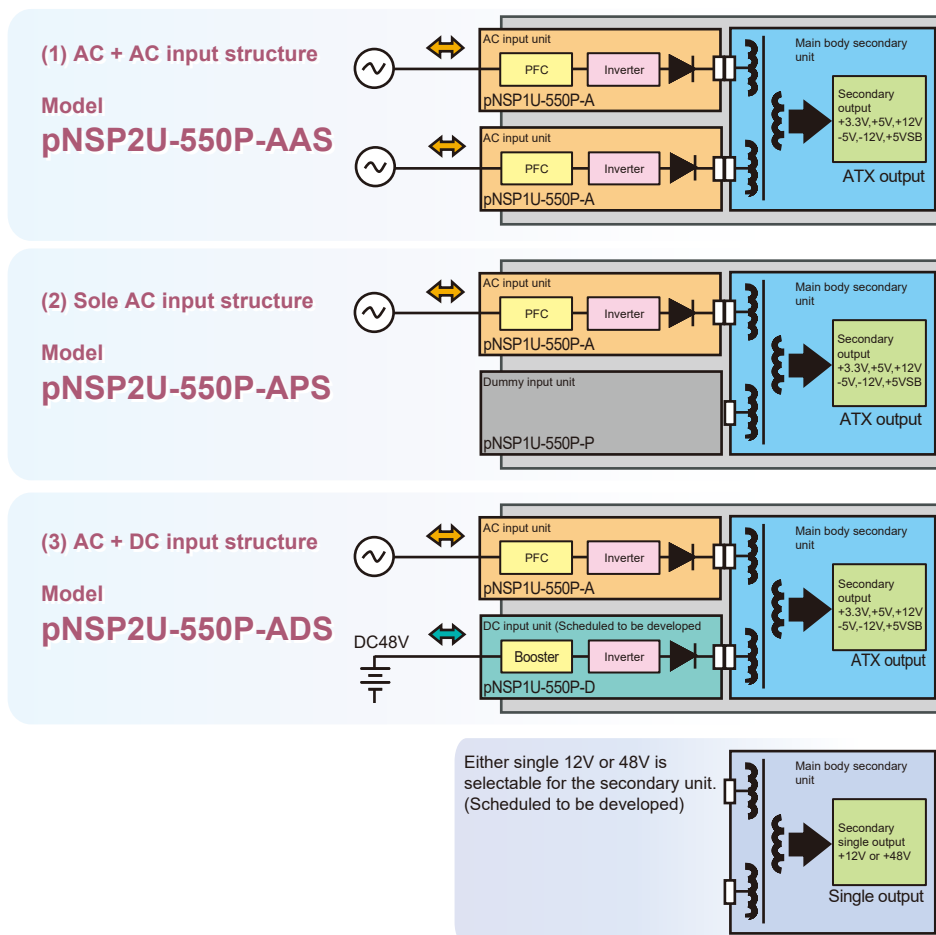 (1) AC + AC input structure
Model
pNSP2U-550P-AAS
AC input unit
PFC
Inverter
pNSP1U-550P-A
AC input unit
PFC
Inverter
pNSP1U-550P-A
Main body secondary
unit
Secondary
output
+3.3V,+5V,+12V
-5V,-12V,+5VSB
ATX output
(2) Sole AC input structure
Model
pNSP2U-550P-APS
AC input unit
PFC
Inverter
pNSP1U-550P-A
Dummy input unit
pNSP1U-550P-P
Main body secondary
unit
Secondary
output
+3.3V,+5V,+12V
-5V,-12V,+5VSB
ATX output
(3) AC + DC input structure
Model
pNSP2U-550P-ADS
AC input unit
PFC
Inverter
pNSP1U-550P-A
DC48V
DC input unit (Scheduled to be developed
Booster
Inverter
pNSP1U-550P-D
Main body secondary
unit
Secondary
output
+3.3V,+5V,+12V
-5V,-12V,+5VSB
ATX output
Either single 12V or 48V is
selectable for the secondary unit.
(Scheduled to be developed)
Main body secondary
unit
Secondary
single output
+12V or +48V
Single output